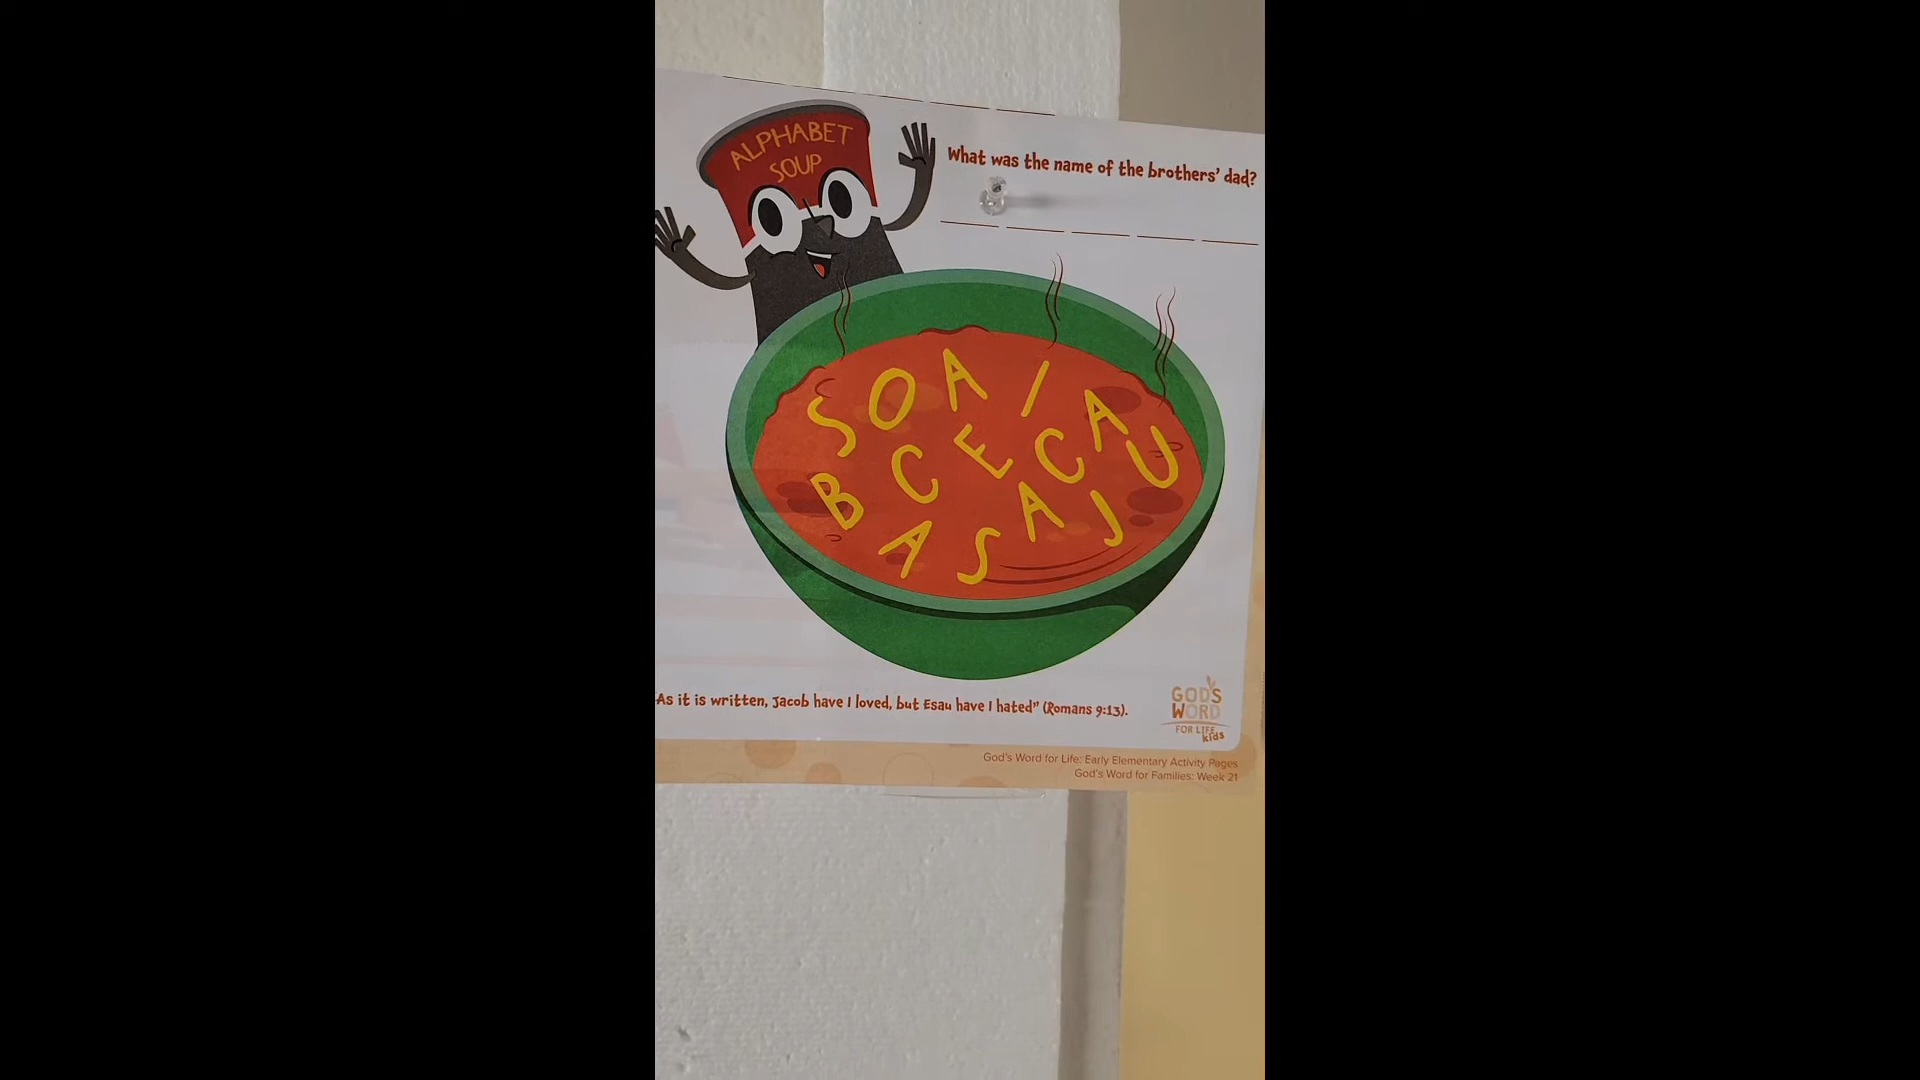 ALPHABET
SOUP
What was the name of the brothers' dad?
S O A I A
B C E C U
A S A J
As it is written, Jacob have I loved, but Esau have I hated" (Romans 9:13).
GOD'S
WORD
FOR LIFE
kids
God's Word for Life: Early Elementary Activity Pages
God's Word for Families: Week 21